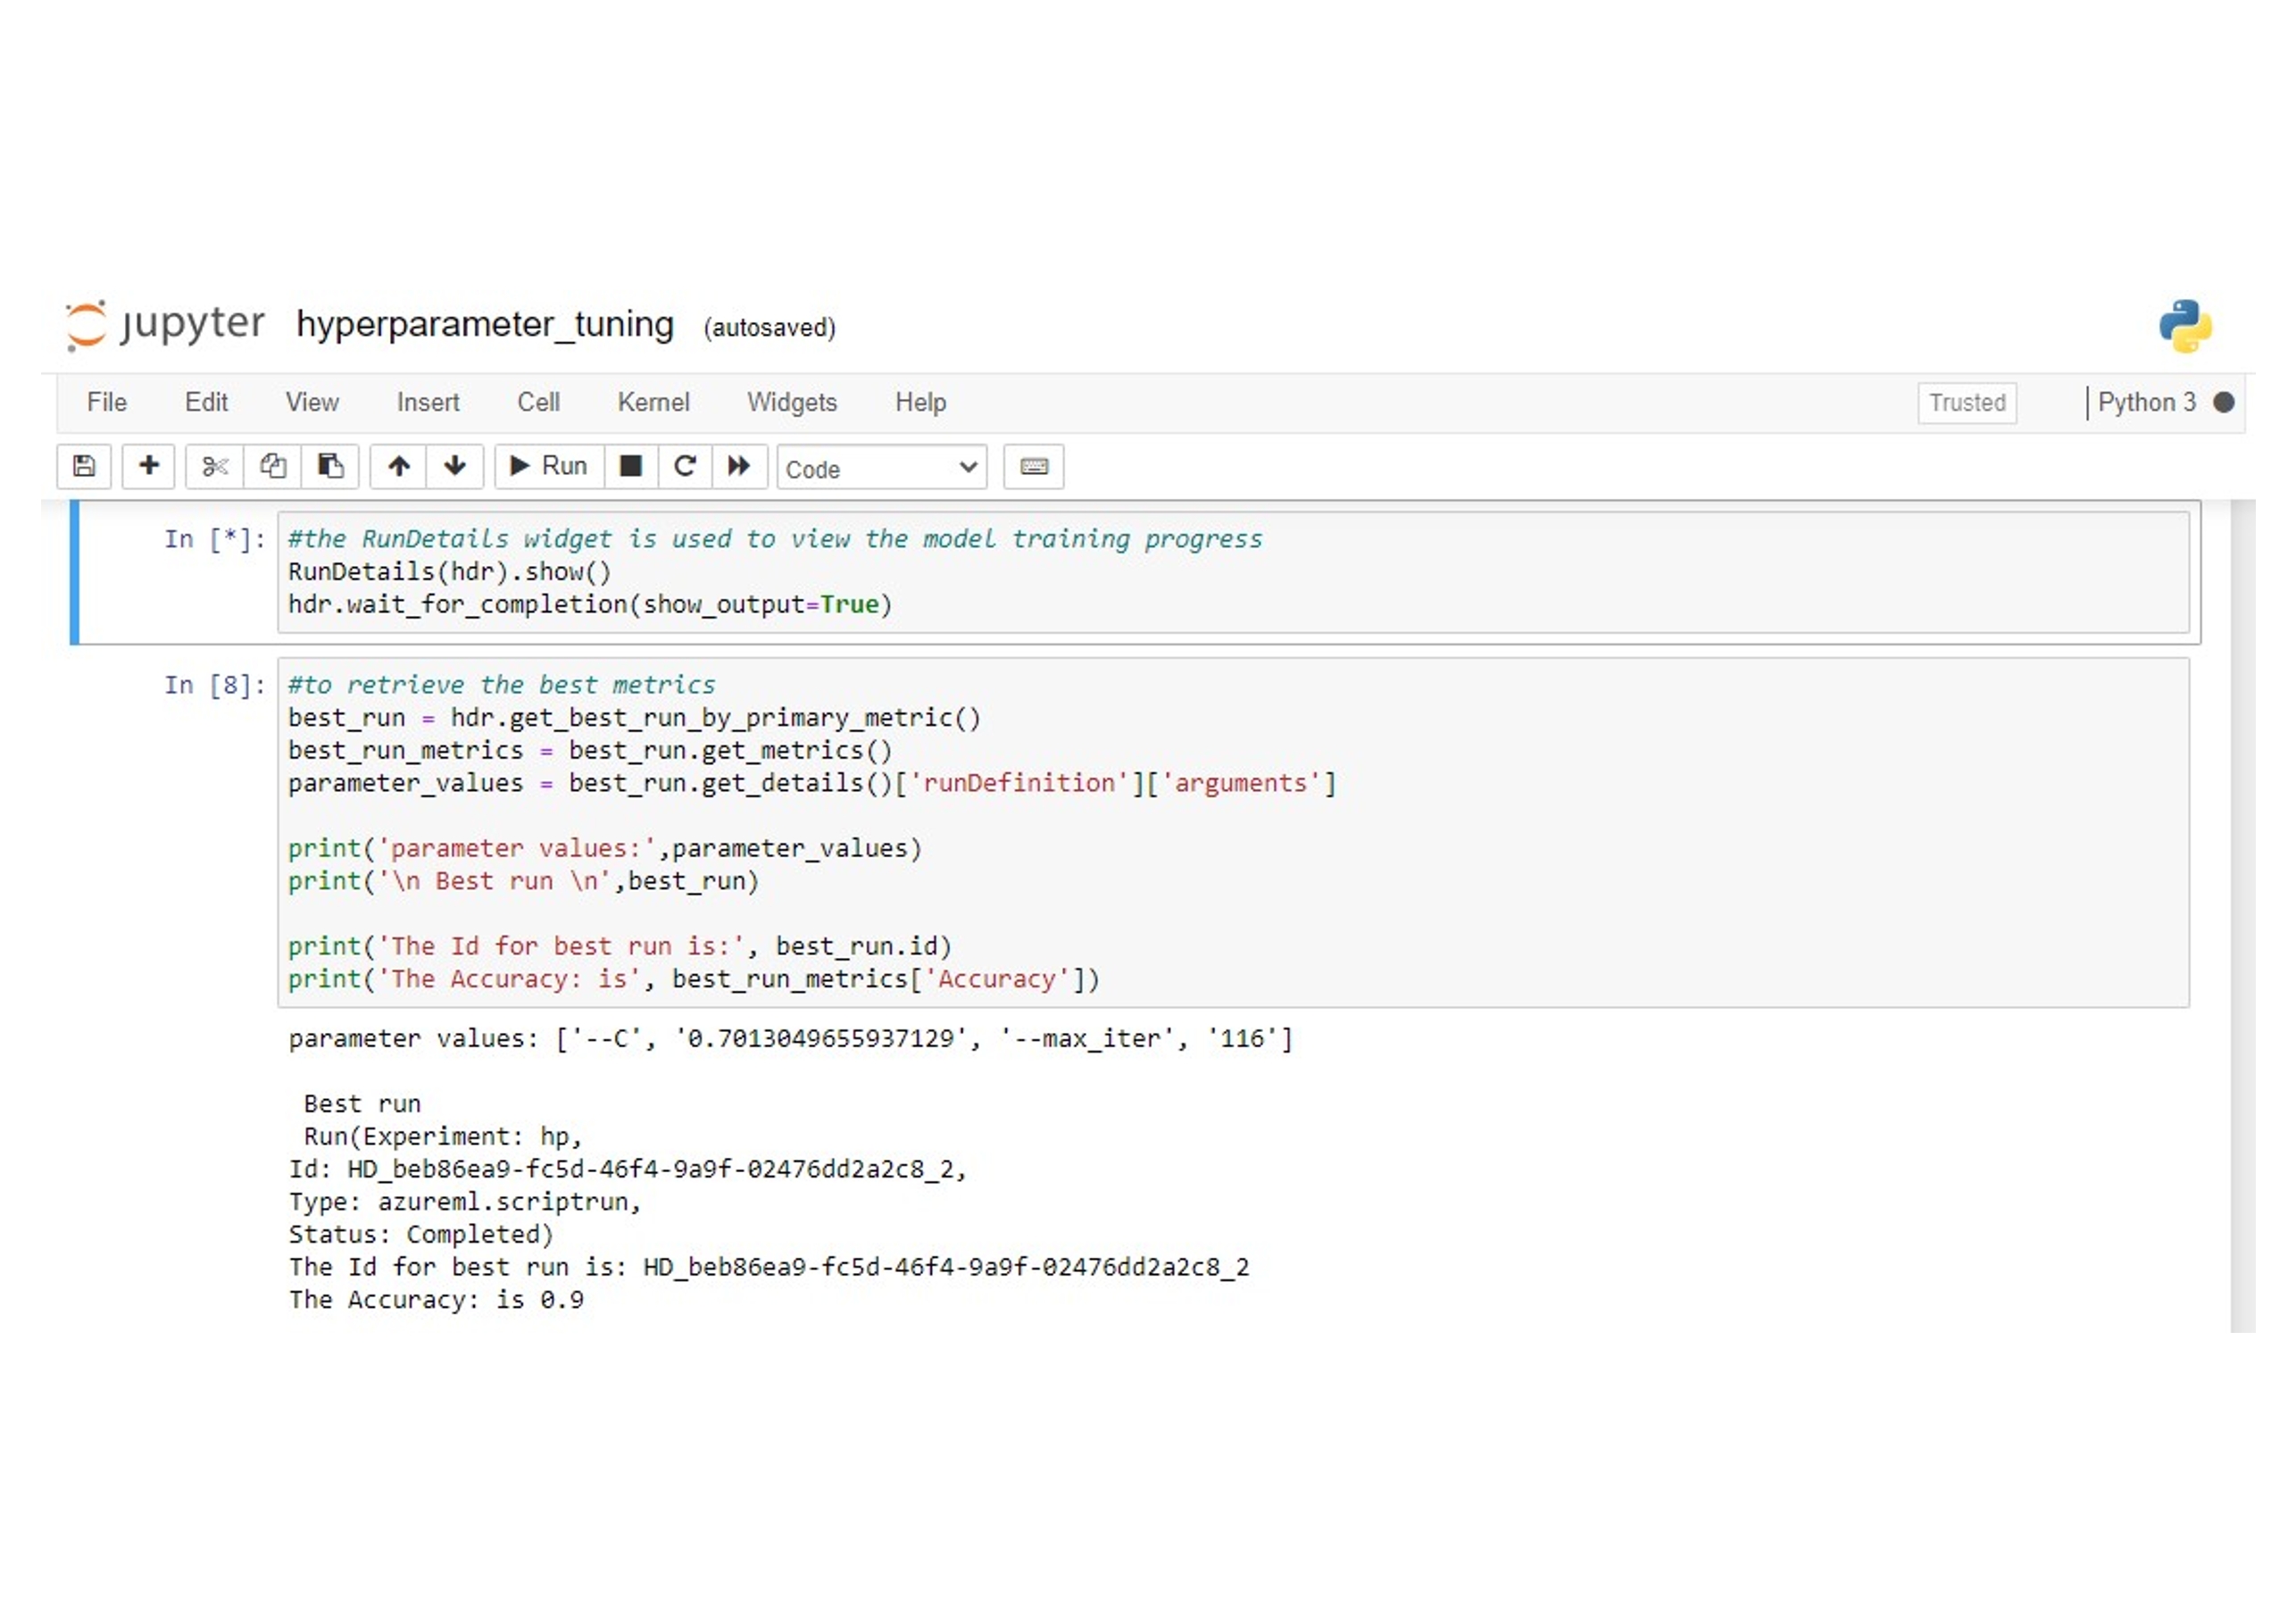 jupyter hyperparameter_tuning (autosaved)
File Edit View Insert Cell Kernel Widgets Help Trusted Python 3
Run Code
In [*]: #the RunDetails widget is used to view the model training progress
RunDetails(hdr).show()
hdr.wait_for_completion(show_output=True)
In [8]: #to retrieve the best metrics
best_run = hdr.get_best_run_by_primary_metric()
best_run_metrics = best_run.get_metrics()
parameter_values = best_run.get_details()['runDefinition']['arguments']
print('parameter values:',parameter_values)
print('\n Best run \n',best_run)
print('The Id for best run is:', best_run.id)
print('The Accuracy: is', best_run_metrics['Accuracy'])
parameter values: ['--C', '0.7013049655937129', '--max_iter', '116']
Best run
Run(Experiment: hp,
Id: HD_beb86ea9-fc5d-46f4-9a9f-02476dd2a2c8_2,
Type: azureml.scriptrun,
Status: Completed)
The Id for best run is: HD_beb86ea9-fc5d-46f4-9a9f-02476dd2a2c8_2
The Accuracy: is 0.9